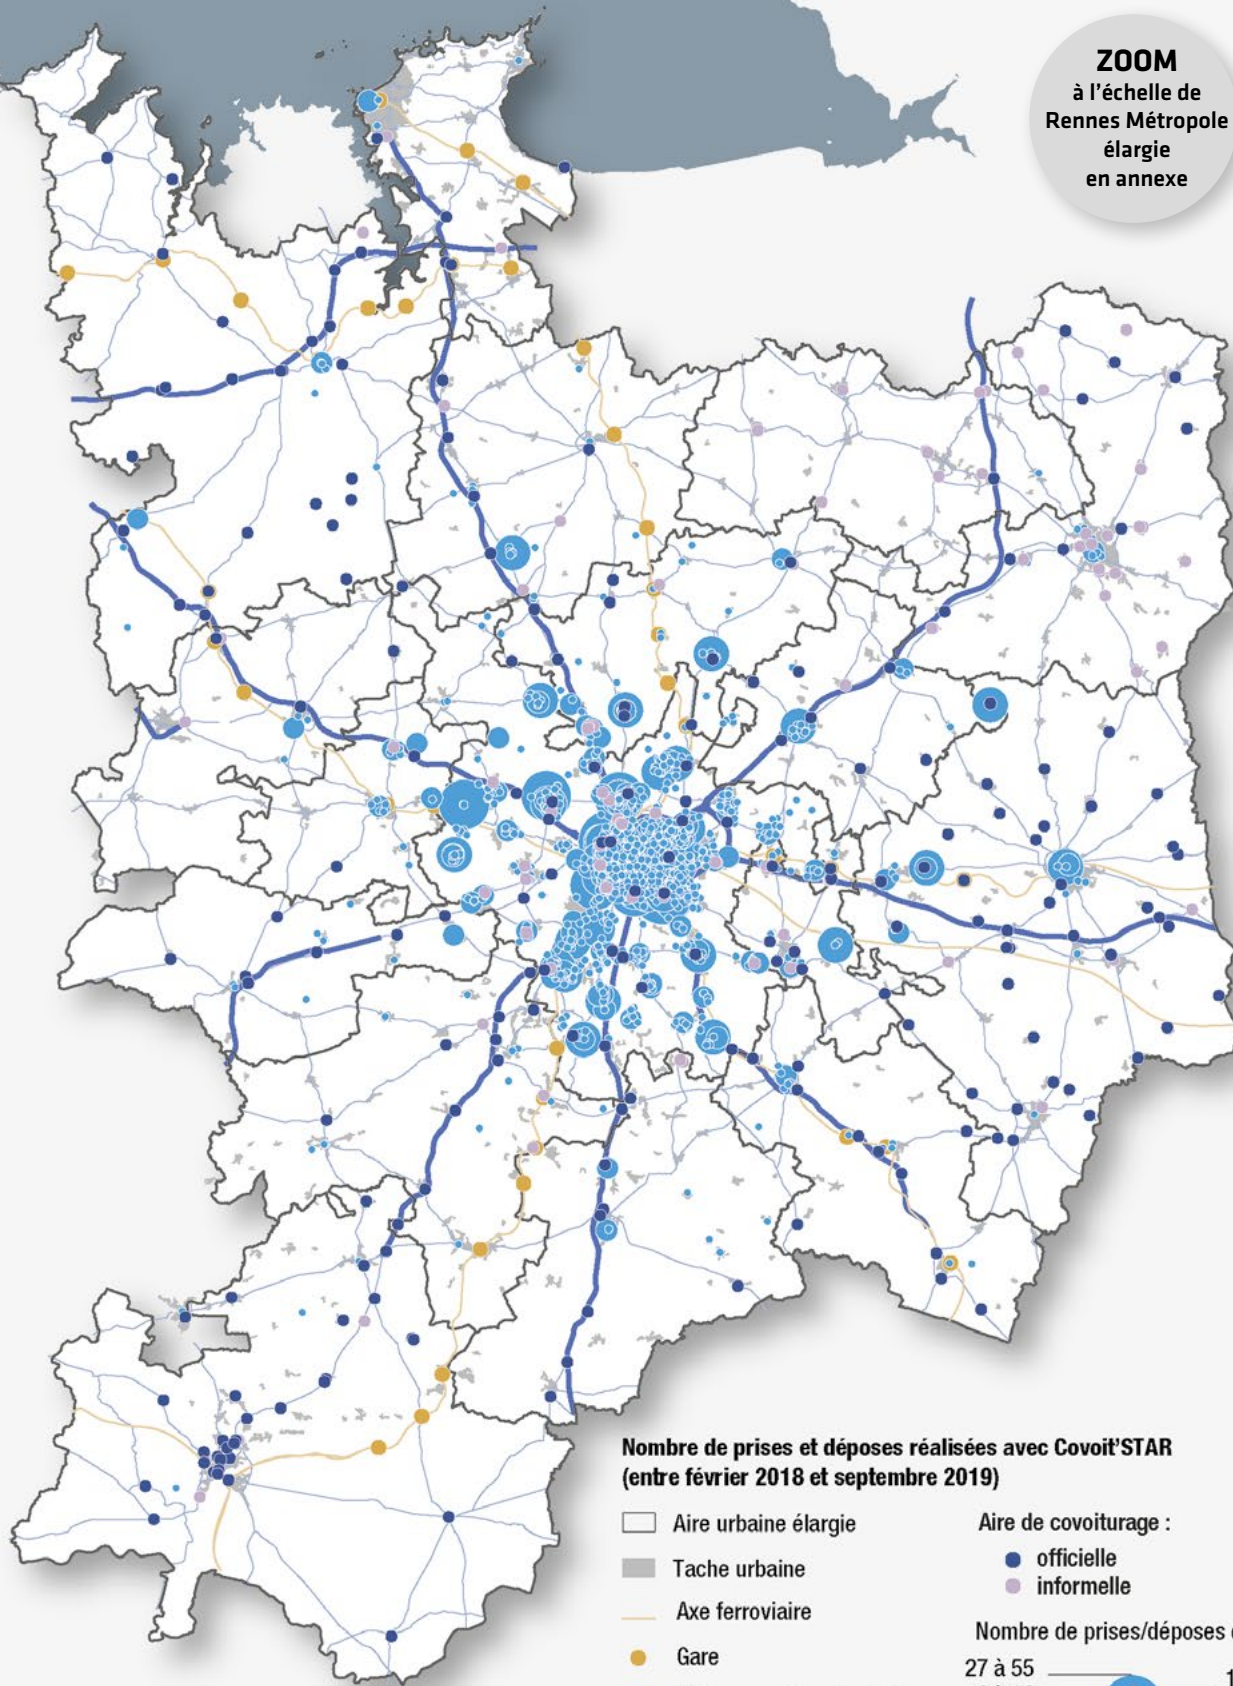 ZOOM
à l'échelle de
Rennes Métropole
élargie
en annexe
Nombre de prises et déposes réalisées avec Covoit'STAR
(entre février 2018 et septembre 2019)
Aire urbaine élargie
Tache urbaine
Axe ferroviaire
Gare
Aire de covoiturage :
officielle
informelle
Nombre de prises/déposes
27 à 55